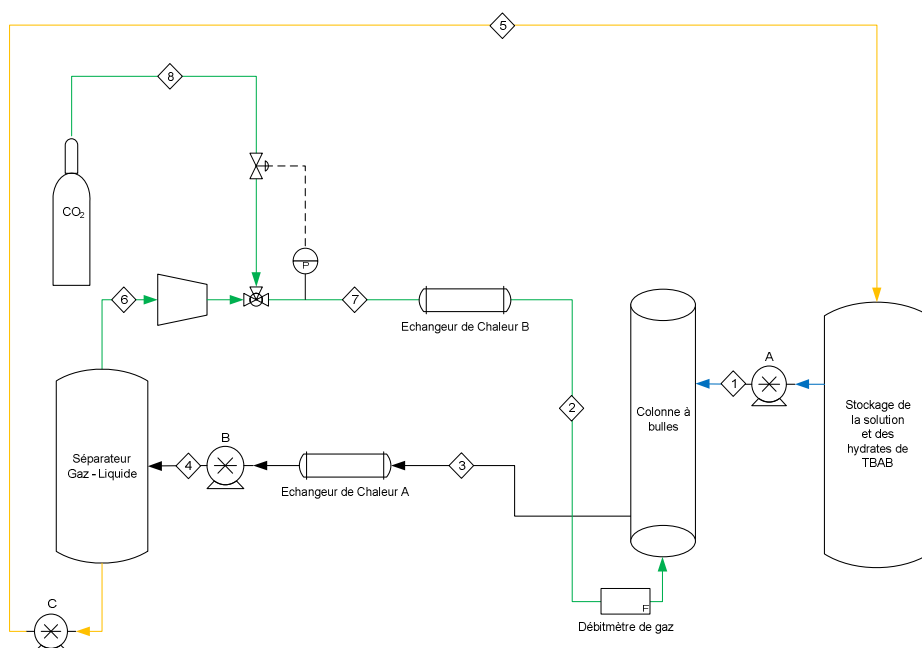 5
8
CO2
P
6
7
Echangeur de Chaleur B
A
1
2
Colonne à
bulles
Stockage de
la solution
et des
hydrates de
TBAB
B
4
3
Séparateur
Gaz - Liquide
Echangeur de Chaleur A
F
Débitmètre de gaz
C